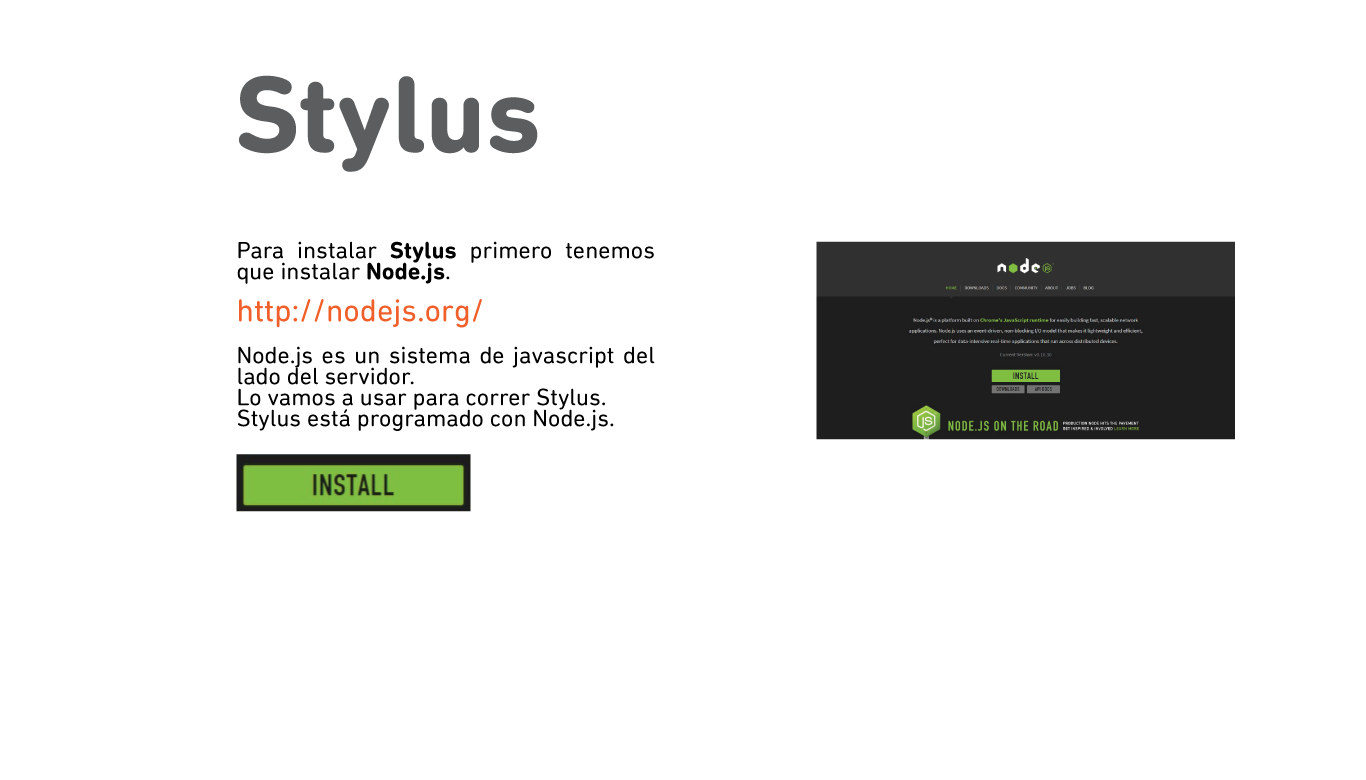 Stylus
Para instalar Stylus primero tenemos
que instalar Node.js.
http://nodejs.org/
Node.js es un sistema de javascript del
lado del servidor.
Lo vamos a usar para correr Stylus.
Stylus está programado con Node.js.
INSTALL
node JS
HOME DOWNLOADS DOCS COMMUNITY ABOUT JOBS BLOG
Node.js® is a platform built on Chrome's JavaScript runtime for easily building fast, scalable network
applications. Node.js uses an event-driven, non-blocking I/O model that makes it lightweight and efficient,
perfect for data-intensive real-time applications that run across distributed devices.
Current Version:
INSTALL
DOWNLOADS API DOCS
JS NODE.JS ON THE ROAD
PRODUCTION NODE HITS THE PAVEMENT
GET INSPIRED & INVOLVED LEARN MORE